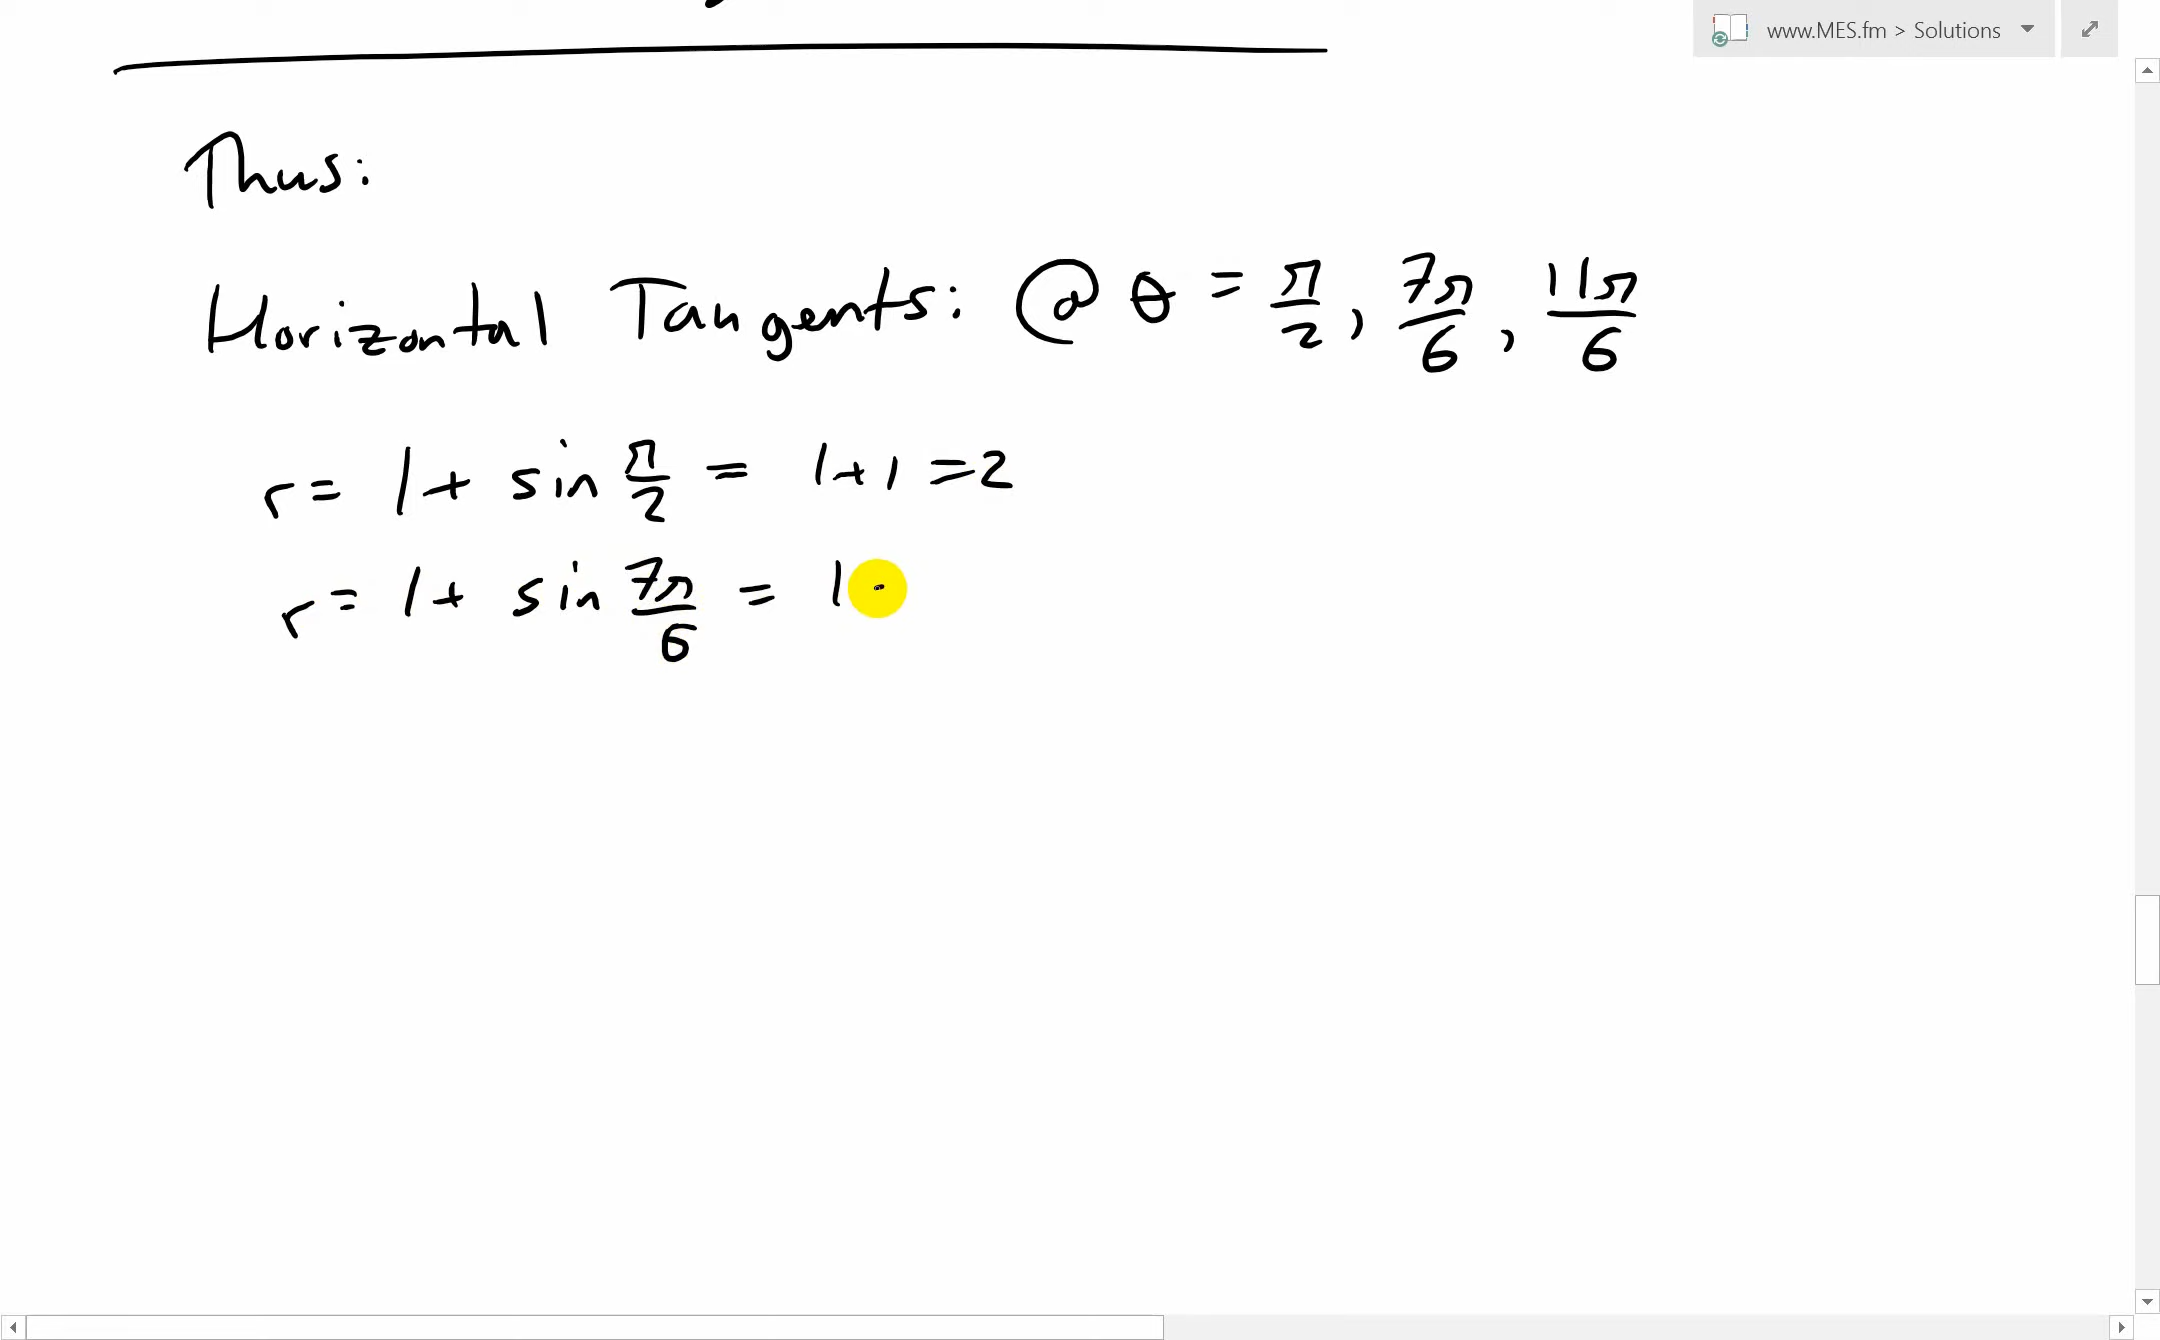 www.MES.fm > Solutions
Thus:
Horizontal Tangents: @ θ = π/2, 7π/6, 11π/6
r = 1 + sin π/2 = 1 + 1 = 2
r = 1 + sin 7π/6 = 1 -